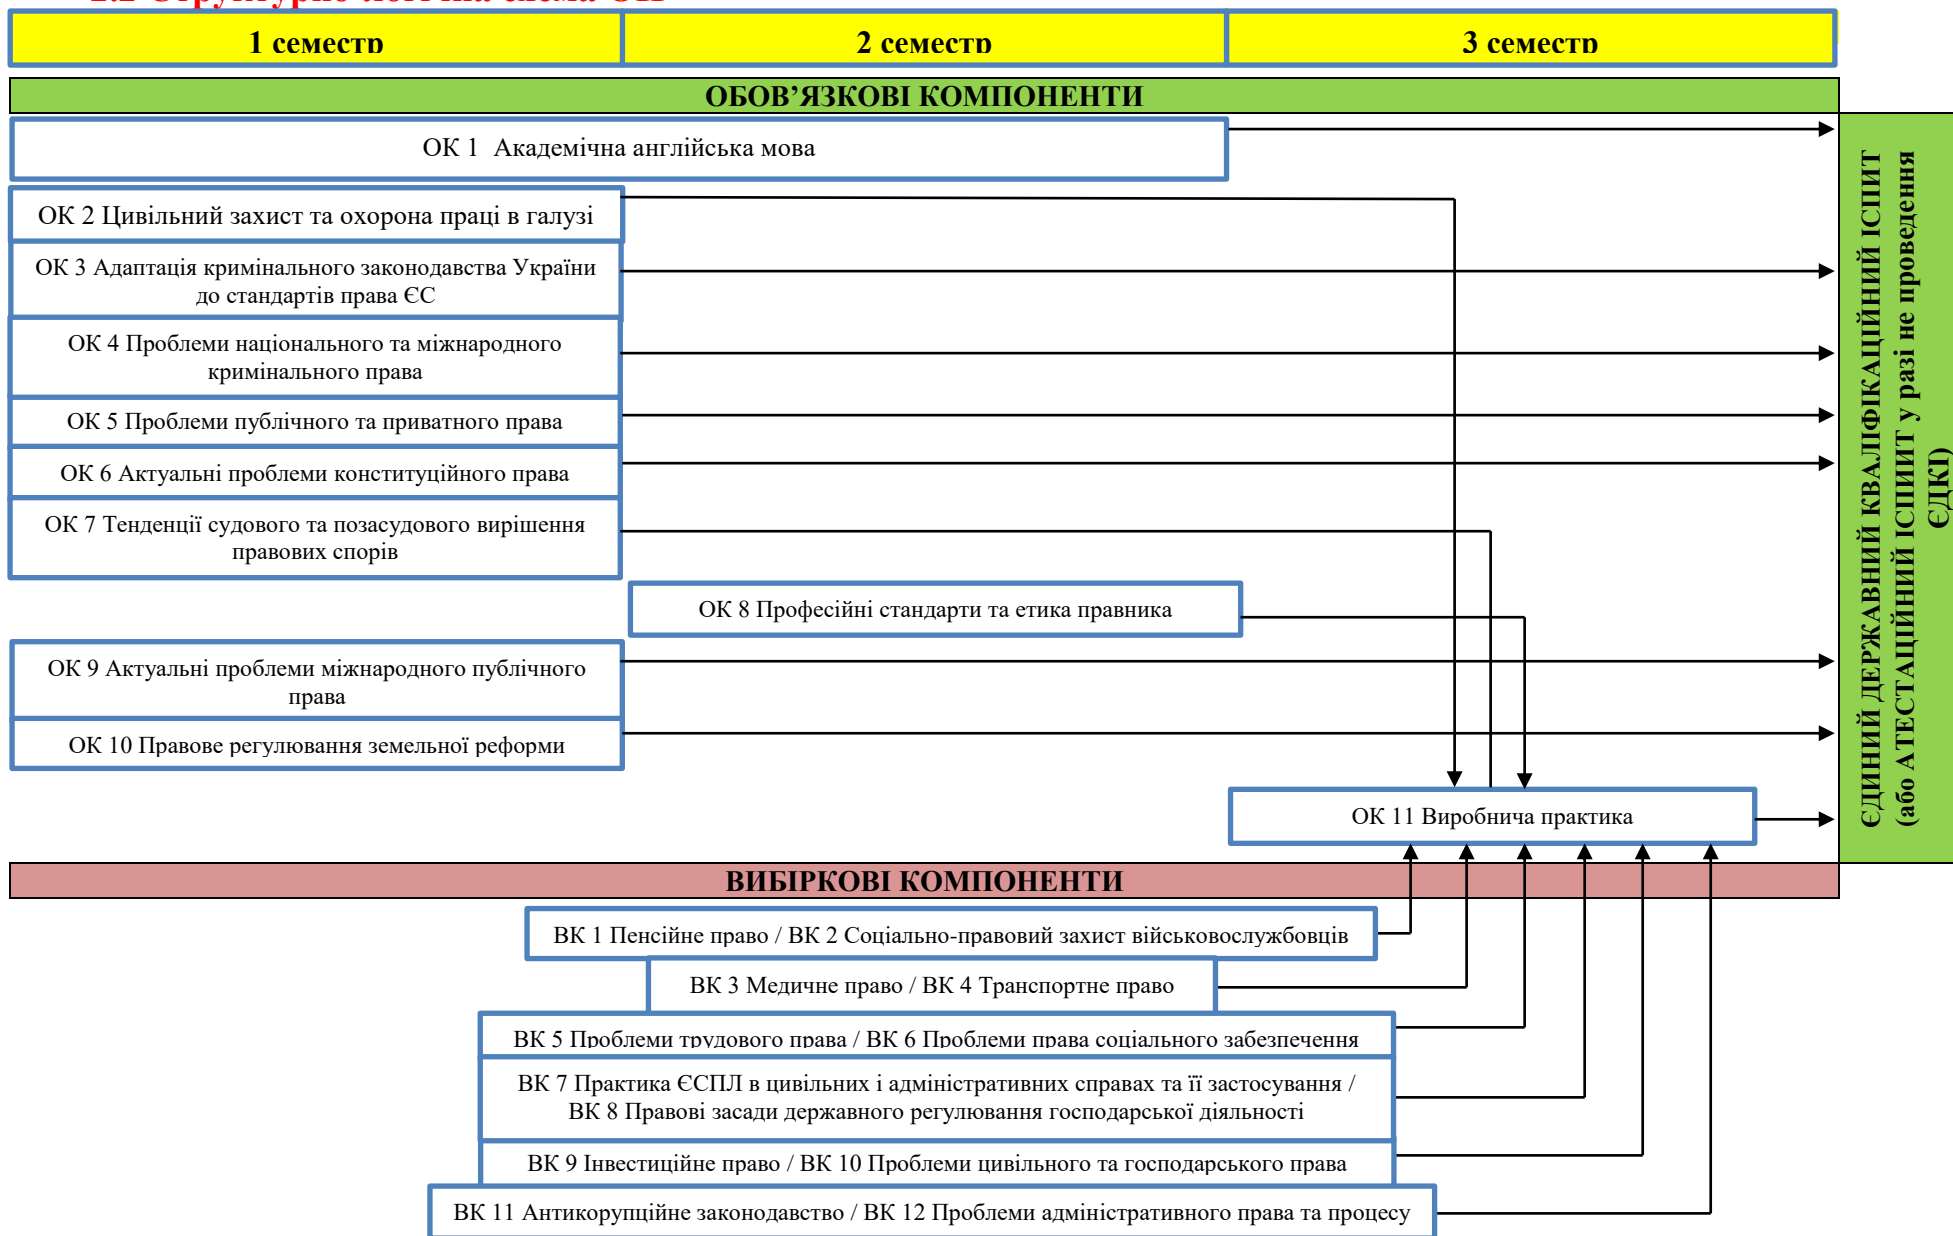 1 семестр
2 семестр
3 семестр
ОБОВ’ЯЗКОВІ КОМПОНЕНТИ
ОК 1 Академічна англійська мова
ОК 2 Цивільний захист та охорона праці в галузі
ОК 3 Адаптація кримінального законодавства України
до стандартів права ЄС
ОК 4 Проблеми національного та міжнародного
кримінального права
ОК 5 Проблеми публічного та приватного права
ОК 6 Актуальні проблеми конституційного права
ОК 7 Тенденції судового та позасудового вирішення
правових спорів
ОК 8 Професійні стандарти та етика правника
ОК 9 Актуальні проблеми міжнародного публічного
права
ОК 10 Правове регулювання земельної реформи
ОК 11 Виробнича практика
ЄДИНИЙ ДЕРЖАВНИЙ КВАЛІФІКАЦІЙНИЙ ІСПИТ
(або АТЕСТАЦІЙНИЙ ІСПИИТ у разі не проведення
ЄДКІ)
ВИБІРКОВІ КОМПОНЕНТИ
ВК 1 Пенсійне право / ВК 2 Соціально-правовий захист військовослужбовців
ВК 3 Медичне право / ВК 4 Транспортне право
ВК 5 Проблеми трудового права / ВК 6 Проблеми права соціального забезпечення
ВК 7 Практика ЄСПЛ в цивільних і адміністративних справах та її застосування /
ВК 8 Правові засади державного регулювання господарської діяльності
ВК 9 Інвестиційне право / ВК 10 Проблеми цивільного та господарського права
ВК 11 Антикорупційне законодавство / ВК 12 Проблеми адміністративного права та процесу